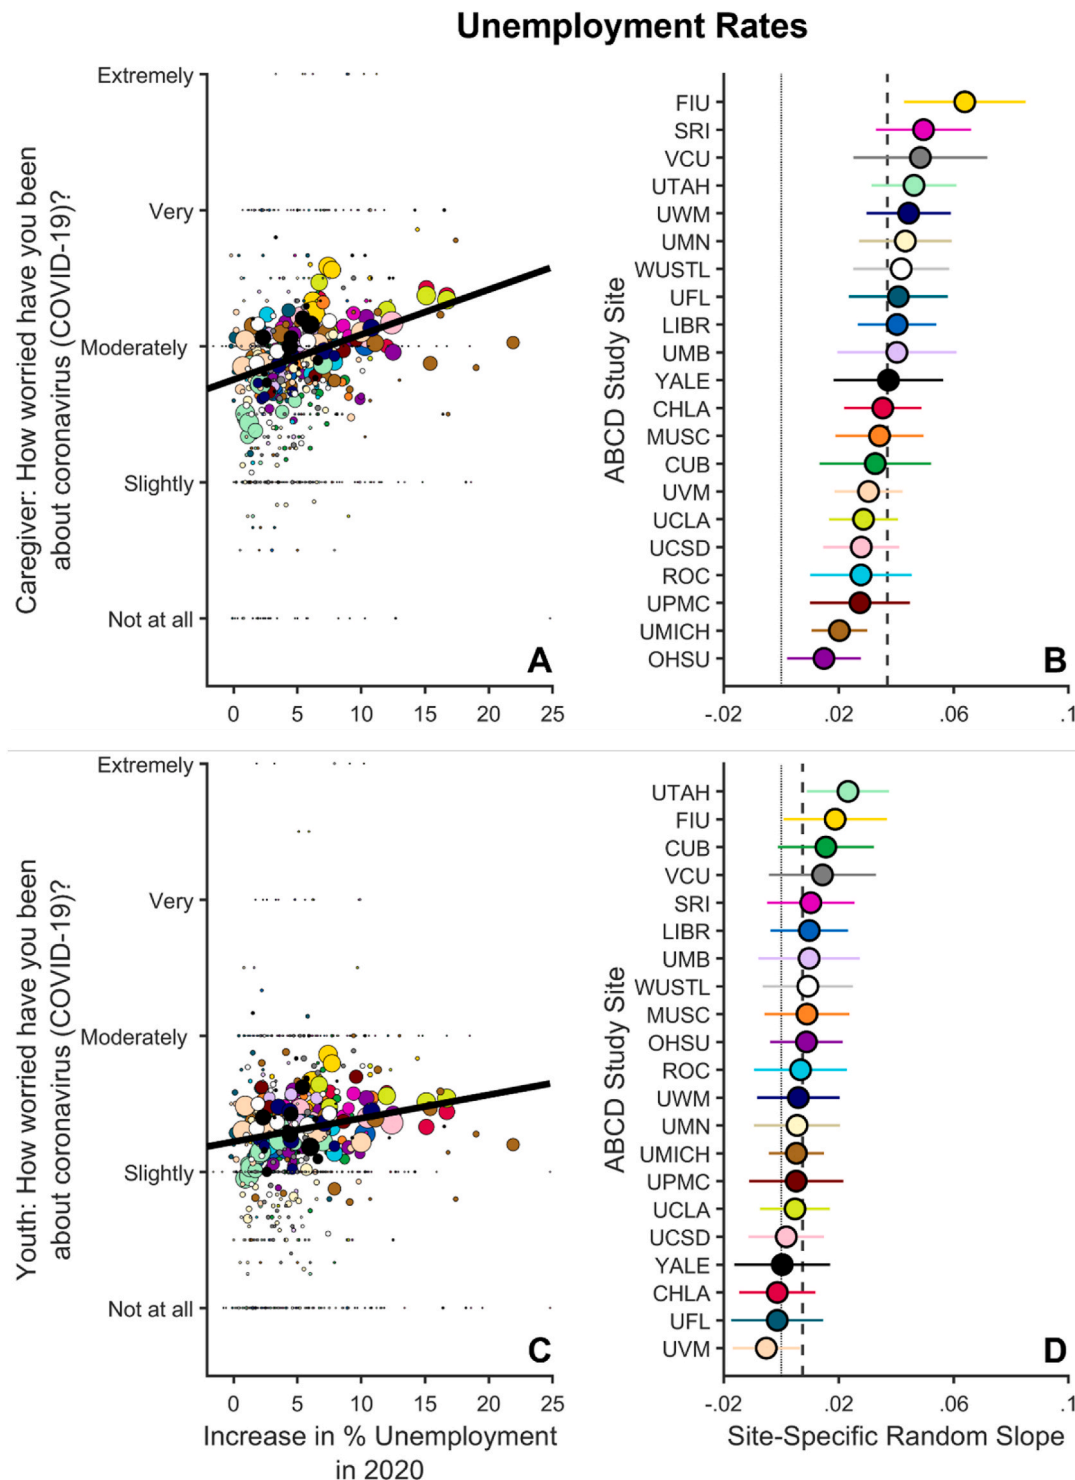 Unemployment Rates
Caregiver: How worried have you been
about coronavirus (COVID-19)?
Extremely
Very
Moderately
Slightly
Not at all
A
0 5 10 15 20 25
ABCD Study Site
FIU
SRI
VCU
UTAH
UWM
UMN
WUSTL
UFL
LIBR
UMB
YALE
CHLA
MUSC
CUB
UVM
UCLA
UCSD
ROC
UPMC
UMICH
OHSU
B
-.02 .02 .06 .1
Youth: How worried have you been
about coronavirus (COVID-19)?
Extremely
Very
Moderately
Slightly
Not at all
C
0 5 10 15 20 25
Increase in % Unemployment
in 2020
ABCD Study Site
UTAH
FIU
CUB
VCU
SRI
LIBR
UMB
WUSTL
MUSC
OHSU
ROC
UWM
UMN
UMICH
UPMC
UCLA
UCSD
YALE
CHLA
UFL
UVM
D
-.02 .02 .06 .1
Site-Specific Random Slope